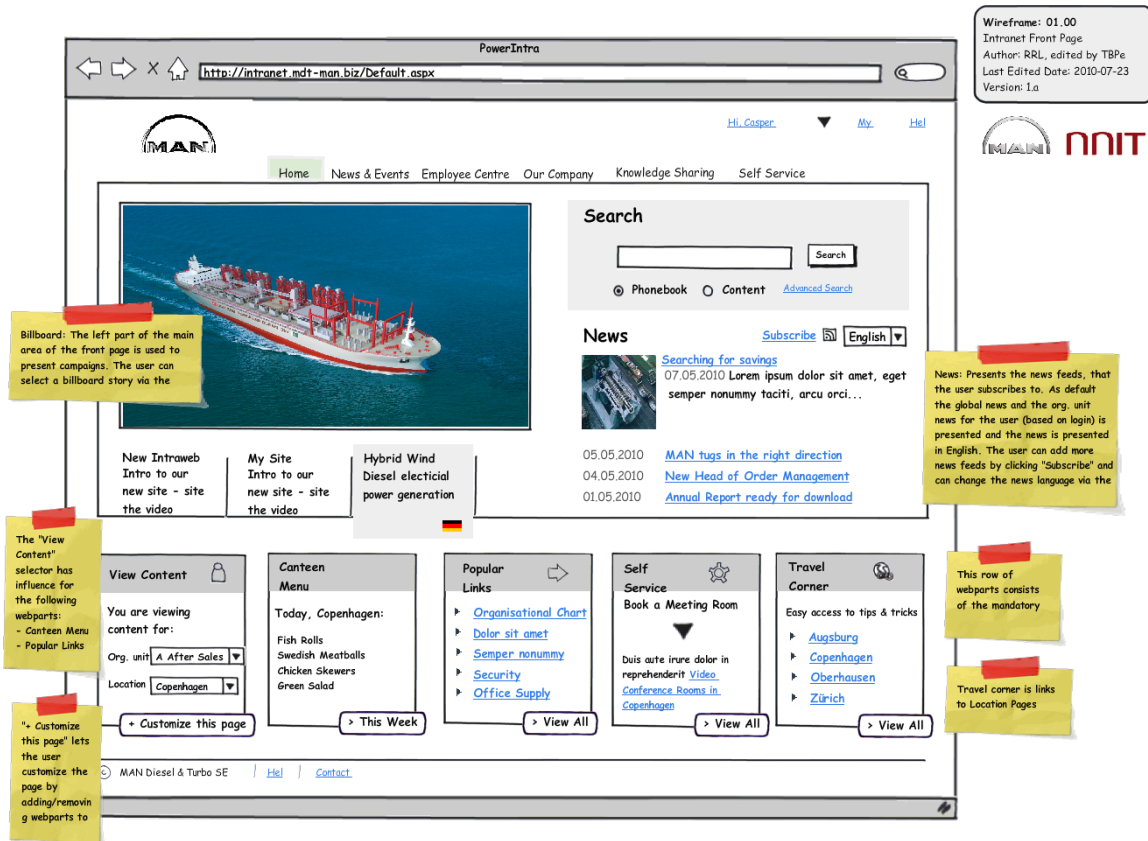 Wireframe: 01.00
Intranet Front Page
Author: RRL, edited by TBPe
Last Edited Date: 2010-07-23
Version: 1.a
MAN
nnit
PowerIntra
http://intranet.mdt-man.biz/Default.aspx
MAN
Hi, Casper
My
Hel
Home
News & Events
Employee Centre
Our Company
Knowledge Sharing
Self Service
Search
Search
Phonebook
Content
Advanced Search
News
Subscribe
English
Searching for savings
07.05.2010 Lorem ipsum dolor sit amet, eget
semper nonummy taciti, arcu orci...
05.05.2010 MAN tugs in the right direction
04.05.2010 New Head of Order Management
01.05.2010 Annual Report ready for download
New Intraweb
Intro to our
new site - site
the video
My Site
Intro to our
new site - site
the video
Hybrid Wind
Diesel electicial
power generation
Billboard: The left part of the main
area of the front page is used to
present campaigns. The user can
select a billboard story via the
News: Presents the news feeds, that
the user subscribes to. As default
the global news and the org. unit
news for the user (based on login) is
presented and the news is presented
in English. The user can add more
news feeds by clicking "Subscribe" and
can change the news language via the
The "View
Content"
selector has
influence for
the following
webparts:
- Canteen Menu
- Popular Links
View Content
You are viewing
content for:
Org. unit A After Sales
Location Copenhagen
+ Customize this page
Canteen
Menu
Today, Copenhagen:
Fish Rolls
Swedish Meatballs
Chicken Skewers
Green Salad
> This Week
Popular
Links
Organisational Chart
Dolor sit amet
Semper nonummy
Security
Office Supply
> View All
Self
Service
Book a Meeting Room
Duis aute irure dolor in
reprehenderit Video
Conference Rooms in
Copenhagen
> View All
Travel
Corner
Easy access to tips & tricks
Augsburg
Copenhagen
Oberhausen
Zürich
> View All
This row of
webparts consists
of the mandatory
Travel corner is links
to Location Pages
"+ Customize
this page" lets
the user
customize the
page by
adding/removin
g webparts to
© MAN Diesel & Turbo SE
Hel
Contact